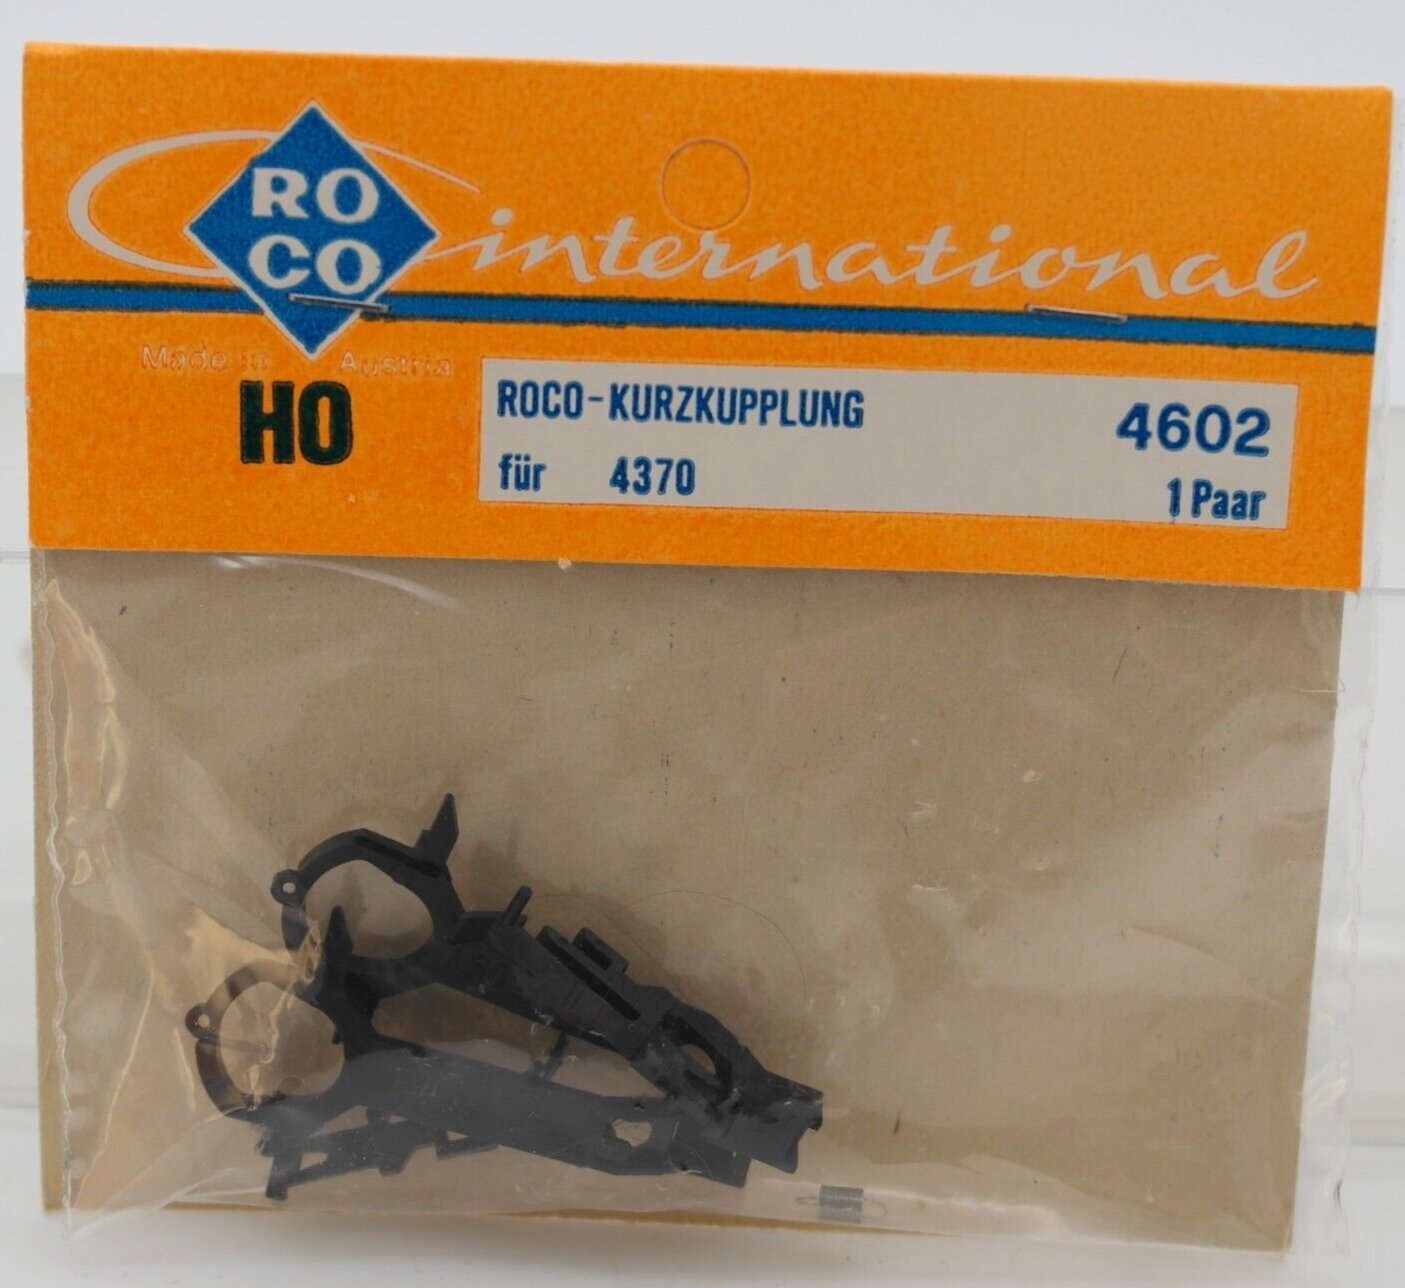 RO
CO
international
Made in Austria
HO
ROCO-KURZKUPPLUNG
4602
für 4370
1 Paar